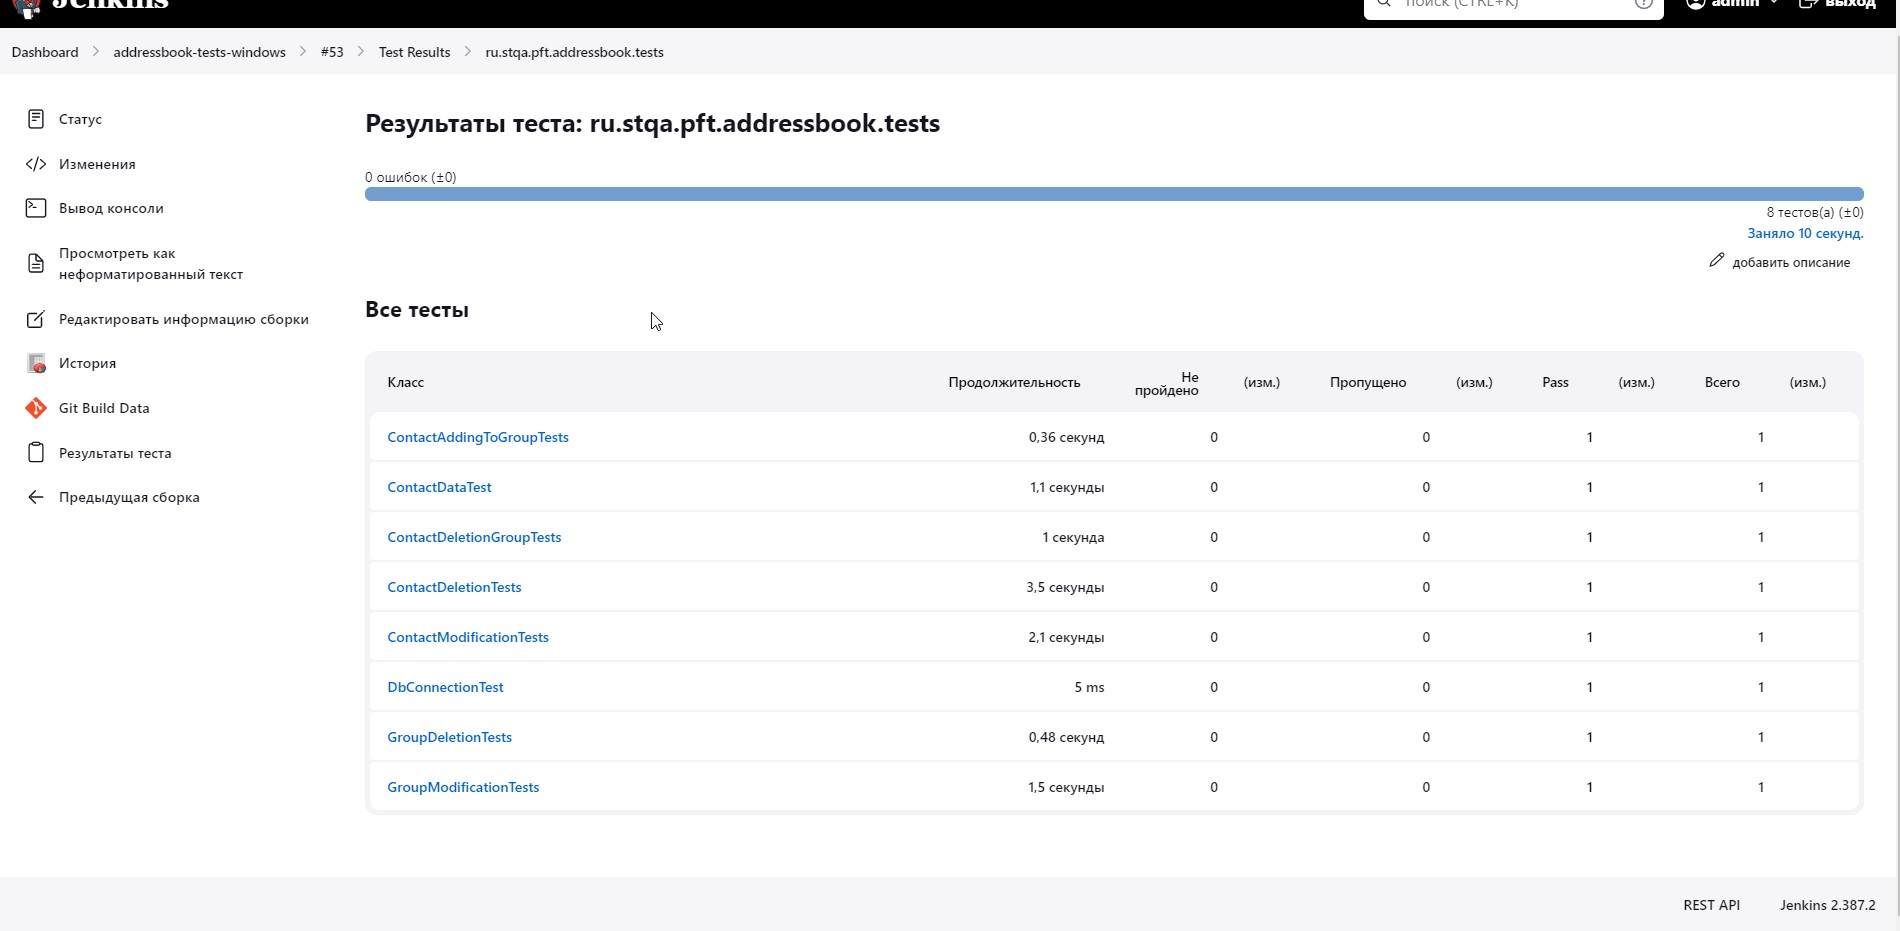 Jenkins
поиск (CTRL+K)
admin
выход
Dashboard
addressbook-tests-windows
#53
Test Results
ru.stqa.pft.addressbook.tests
Статус
Изменения
Вывод консоли
Просмотреть как
неформатированный текст
Редактировать информацию сборки
История
Git Build Data
Результаты теста
Предыдущая сборка
Результаты теста: ru.stqa.pft.addressbook.tests
0 ошибок (±0)
8 тестов(а) (±0)
Заняло 10 секунд.
добавить описание
Все тесты
Класс Продолжительность Не пройдено (изм.) Пропущено (изм.) Pass (изм.) Всего (изм.)
ContactAddingToGroupTests 0,36 секунд 0 0 1 1
ContactDataTest 1,1 секунды 0 0 1 1
ContactDeletionGroupTests 1 секунда 0 0 1 1
ContactDeletionTests 3,5 секунды 0 0 1 1
ContactModificationTests 2,1 секунды 0 0 1 1
DbConnectionTest 5 ms 0 0 1 1
GroupDeletionTests 0,48 секунд 0 0 1 1
GroupModificationTests 1,5 секунды 0 0 1 1
REST API
Jenkins 2.387.2